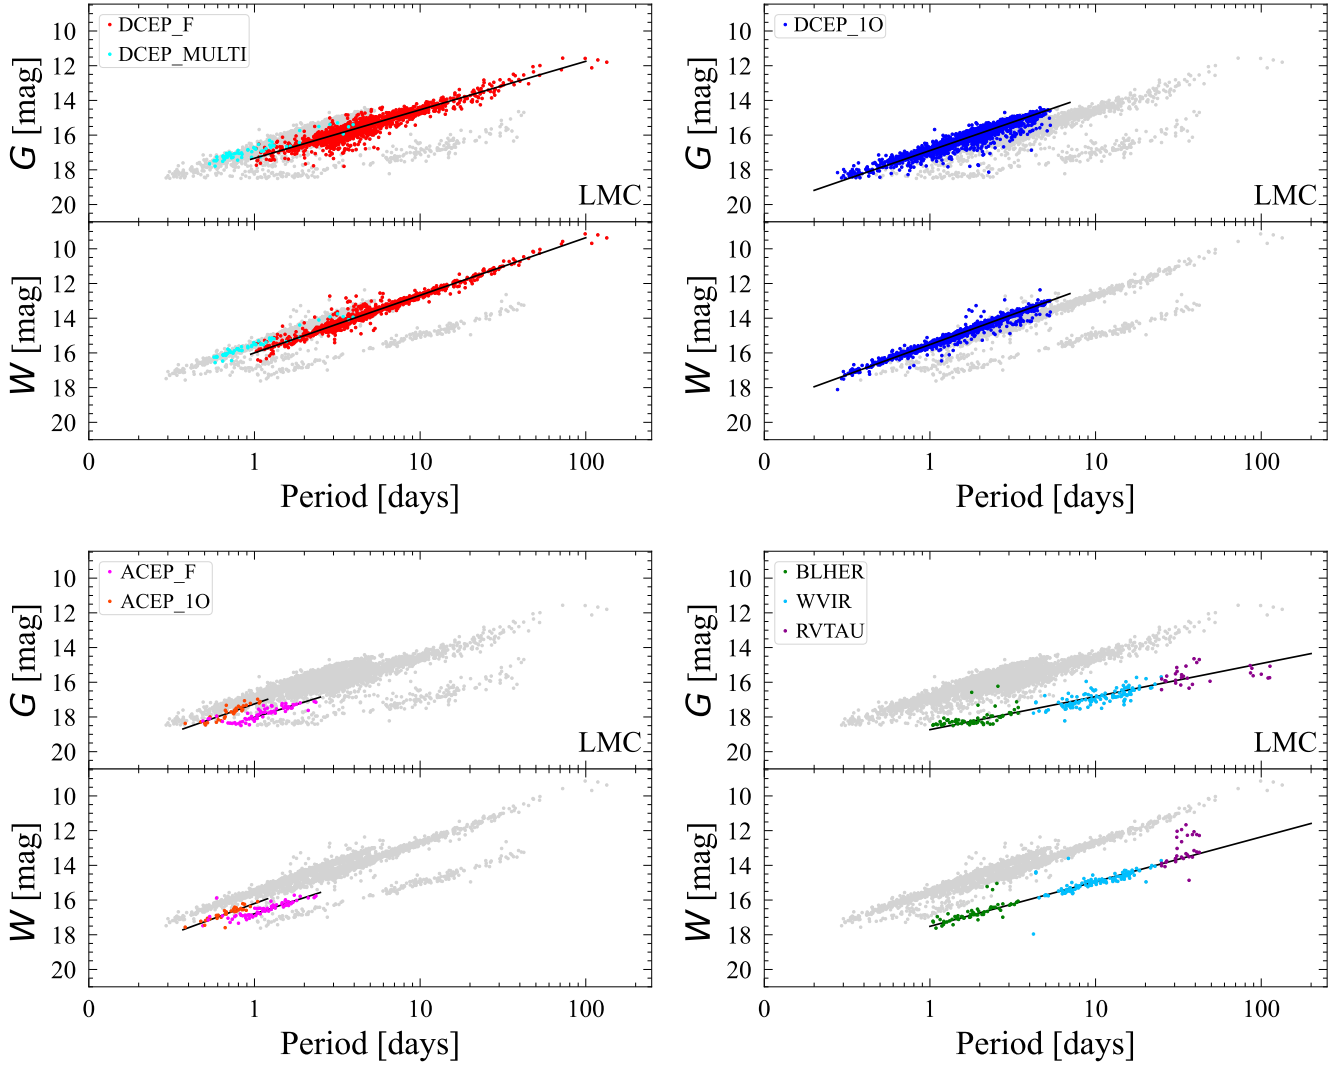 DCEP_F
DCEP_MULTI
G [mag]
10
12
14
16
18
20
LMC
W [mag]
10
12
14
16
18
20
0 1 10 100
Period [days]
DCEP_1O
G [mag]
10
12
14
16
18
20
LMC
W [mag]
10
12
14
16
18
20
0 1 10 100
Period [days]
ACEP_F
ACEP_1O
G [mag]
10
12
14
16
18
20
LMC
W [mag]
10
12
14
16
18
20
0 1 10 100
Period [days]
BLHER
WVIR
RVTAU
G [mag]
10
12
14
16
18
20
LMC
W [mag]
10
12
14
16
18
20
0 1 10 100
Period [days]